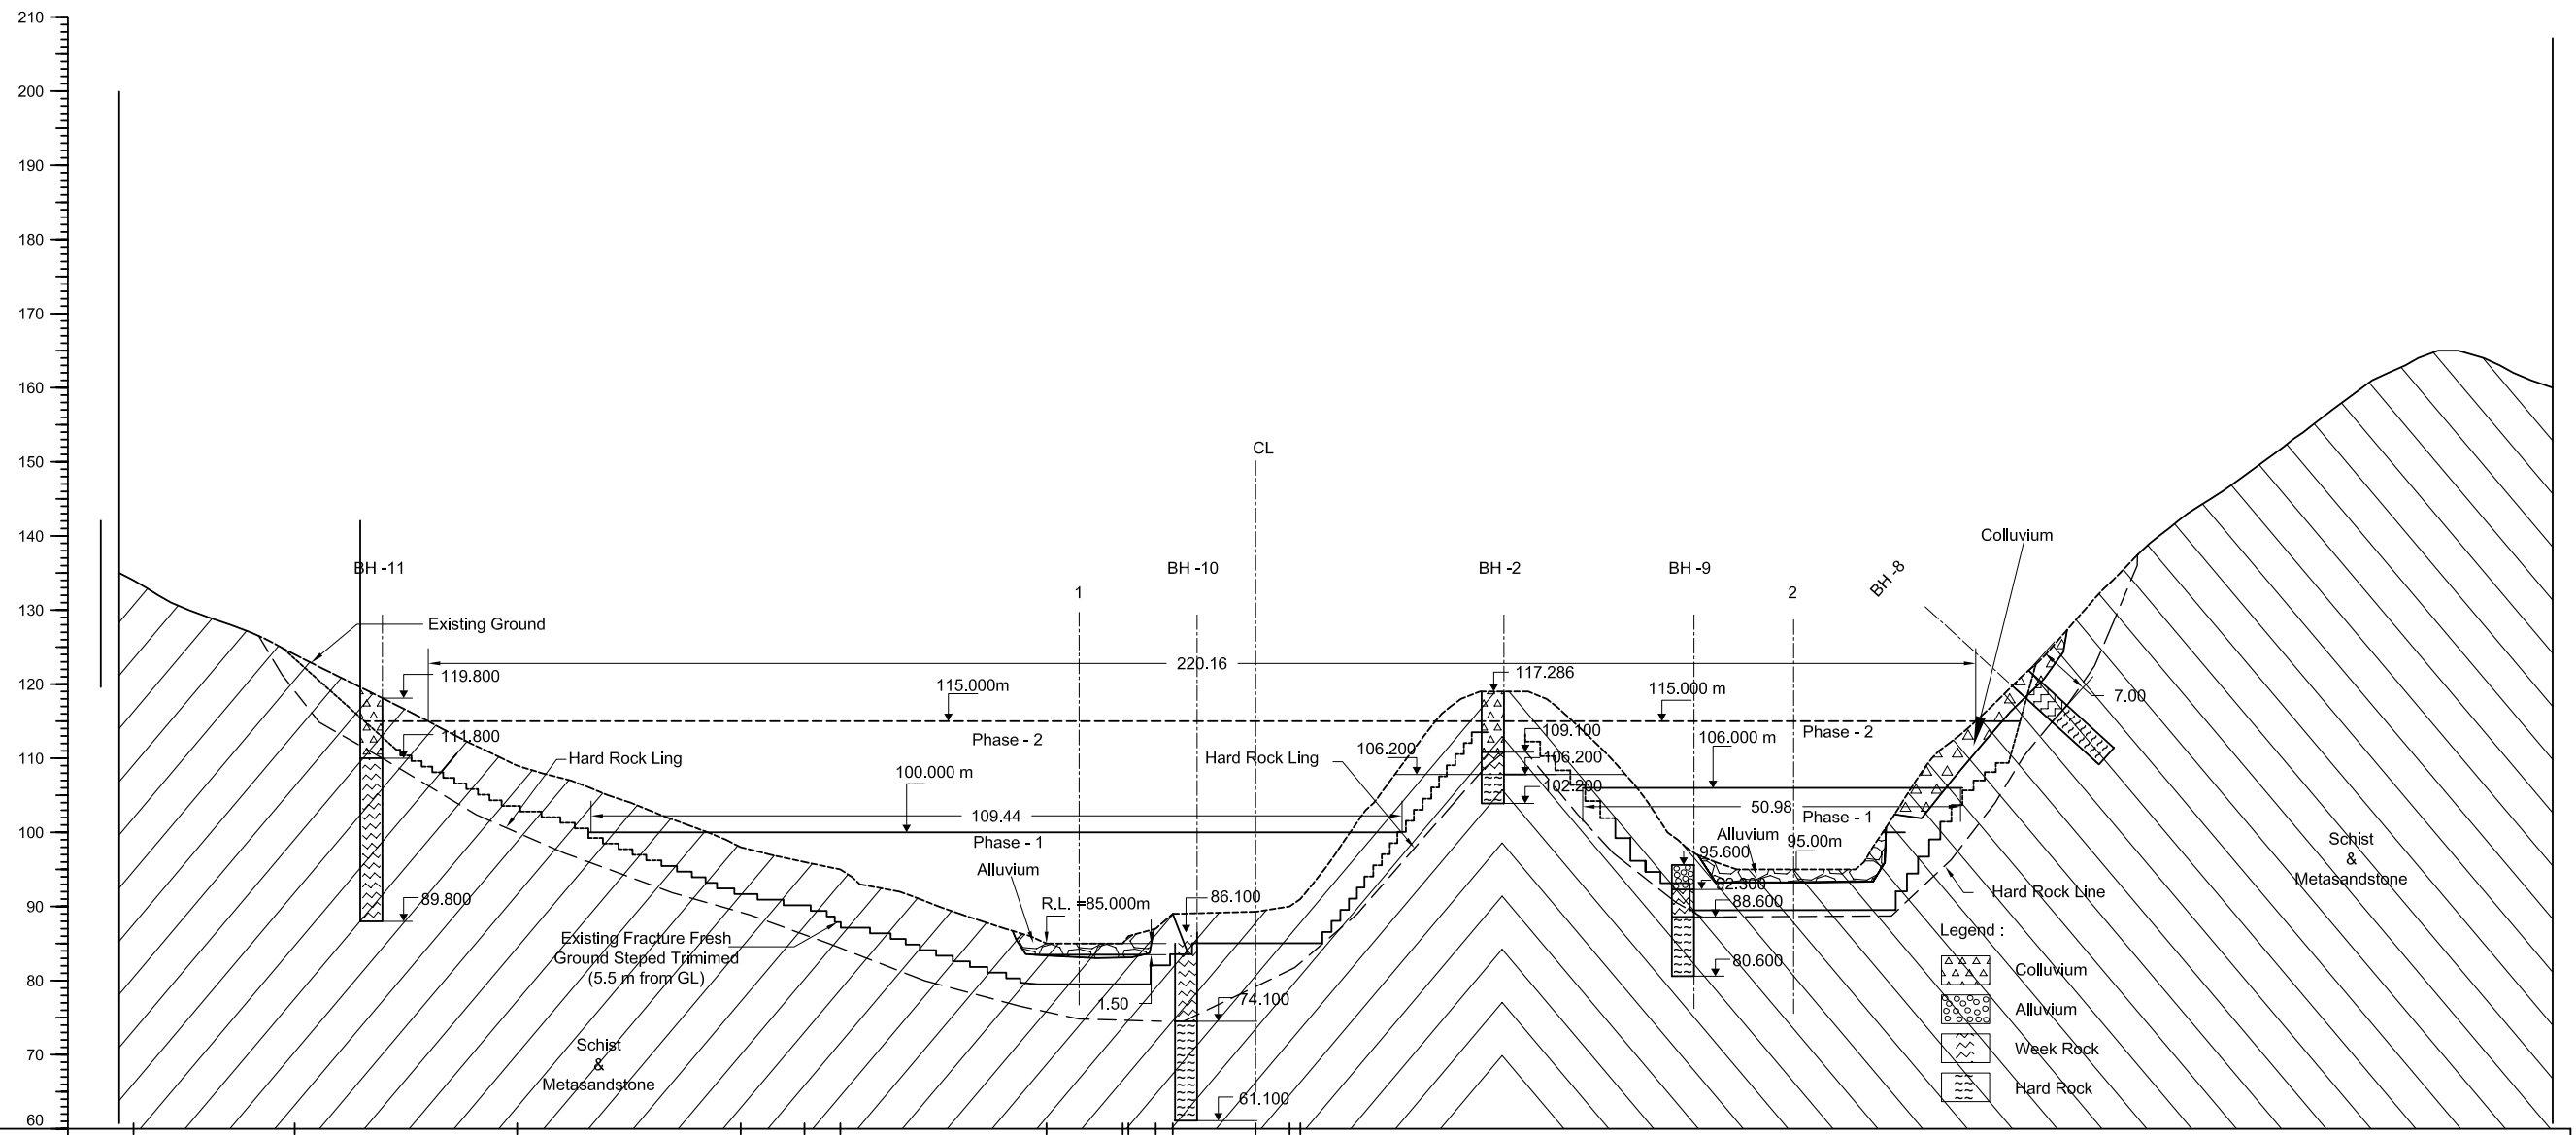 210
200
190
180
170
160
150
140
130
120
110
100
90
80
70
60
CL
Colluvium
BH -11
BH -10
BH -2
BH -9
BH -8
1
2
Existing Ground
220.16
119.800
115.000m
117.286
115.000 m
7.00
111.800
Phase - 2
109.100
106.000 m
Phase - 2
Hard Rock Ling
100.000 m
Hard Rock Ling
106.200
106.200
102.200
109.44
50.98
Phase - 1
Phase - 1
Alluvium
Alluvium
95.00m
95.600
Schist
&
Metasandstone
89.800
R.L. =85.000m
86.100
92.300
88.600
Hard Rock Line
Existing Fracture Fresh
Ground Steped Trimimed
(5.5 m from GL)
80.600
1.50
74.100
Legend :
Colluvium
Alluvium
Week Rock
Hard Rock
Schist
&
Metasandstone
61.100